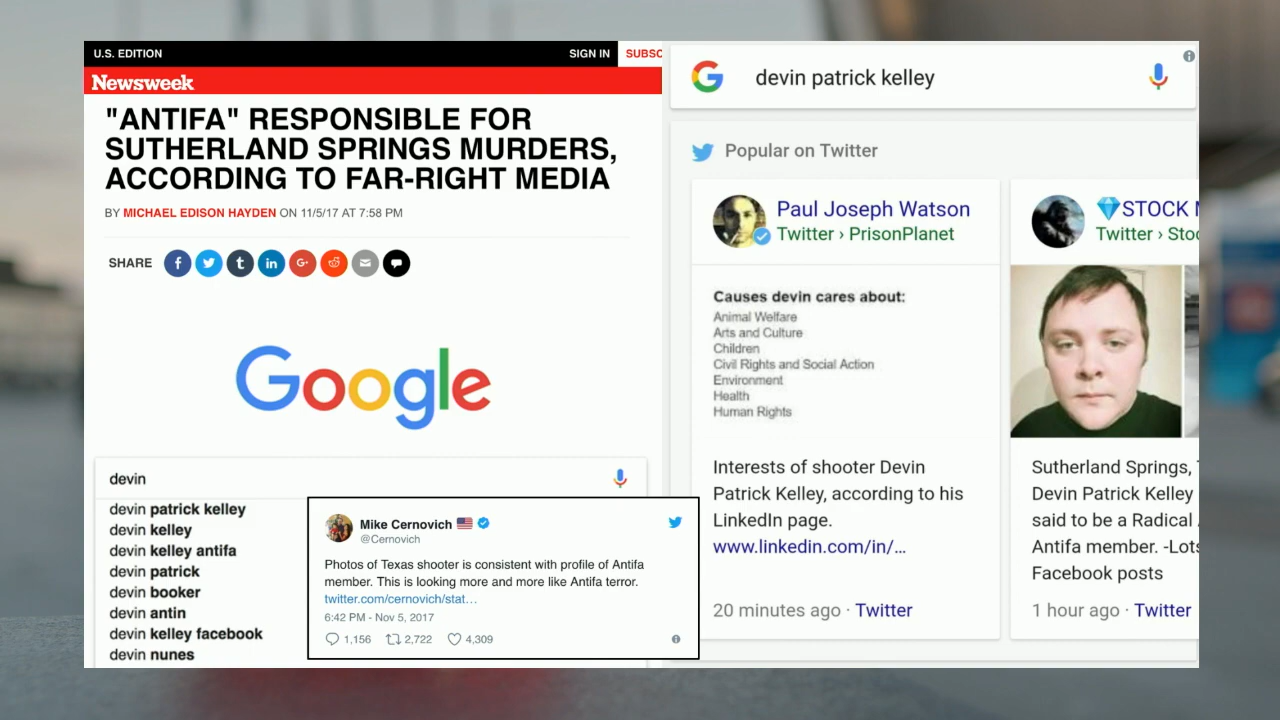 U.S. EDITION
SIGN IN
SUBSC
Newsweek
"ANTIFA" RESPONSIBLE FOR
SUTHERLAND SPRINGS MURDERS,
ACCORDING TO FAR-RIGHT MEDIA
BY MICHAEL EDISON HAYDEN ON 11/5/17 AT 7:58 PM
SHARE
Google
devin
devin patrick kelley
devin kelley
devin kelley antifa
devin patrick
devin booker
devin antin
devin kelley facebook
devin nunes
Mike Cernovich
@Cernovich
Photos of Texas shooter is consistent with profile of Antifa
member. This is looking more and more like Antifa terror.
twitter.com/cernovich/stat…
6:42 PM - Nov 5, 2017
1,156 2,722 4,309
devin patrick kelley
Popular on Twitter
Paul Joseph Watson
Twitter › PrisonPlanet
Causes devin cares about:
Animal Welfare
Arts and Culture
Children
Civil Rights and Social Action
Environment
Health
Human Rights
Interests of shooter Devin
Patrick Kelley, according to his
LinkedIn page.
www.linkedin.com/in/…
20 minutes ago · Twitter
STOCK
Twitter › Stoc
Sutherland Springs,
Devin Patrick Kelley
said to be a Radical
Antifa member. -Lots
Facebook posts
1 hour ago · Twitter